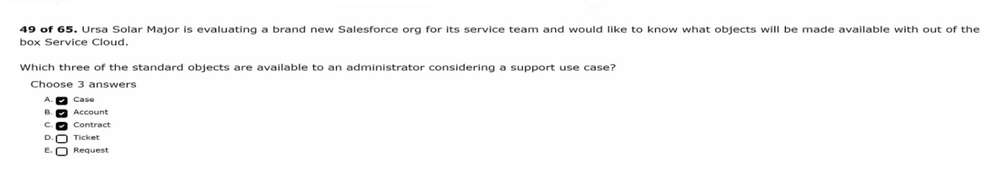 49 of 65. Ursa Solar Major is evaluating a brand new Salesforce org for its service team and would like to know what objects will be made available with out of the
box Service Cloud.
Which three of the standard objects are available to an administrator considering a support use case?
Choose 3 answers
A. Case
B. Account
C. Contract
D. Ticket
E. Request